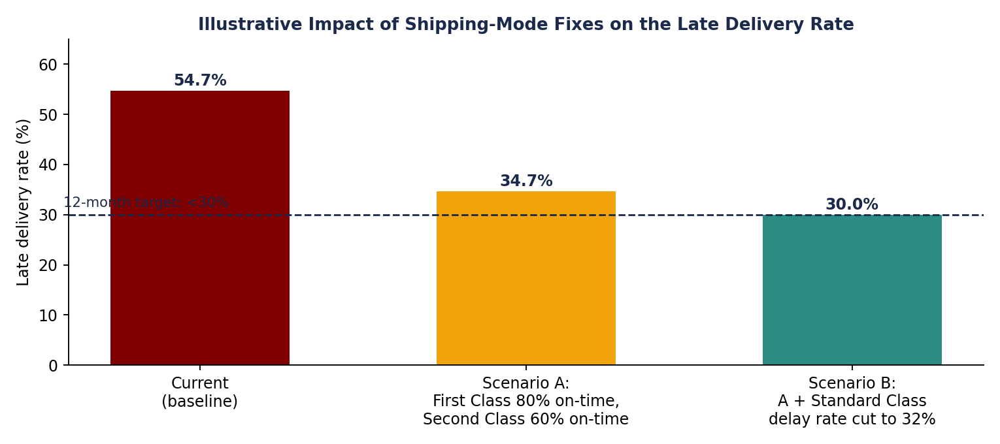 Illustrative Impact of Shipping-Mode Fixes on the Late Delivery Rate
Late delivery rate (%)
60
50
40
30
20
10
0
54.7%
34.7%
30.0%
12-month target: <30%
Current
(baseline)
Scenario A:
First Class 80% on-time,
Second Class 60% on-time
Scenario B:
A + Standard Class
delay rate cut to 32%